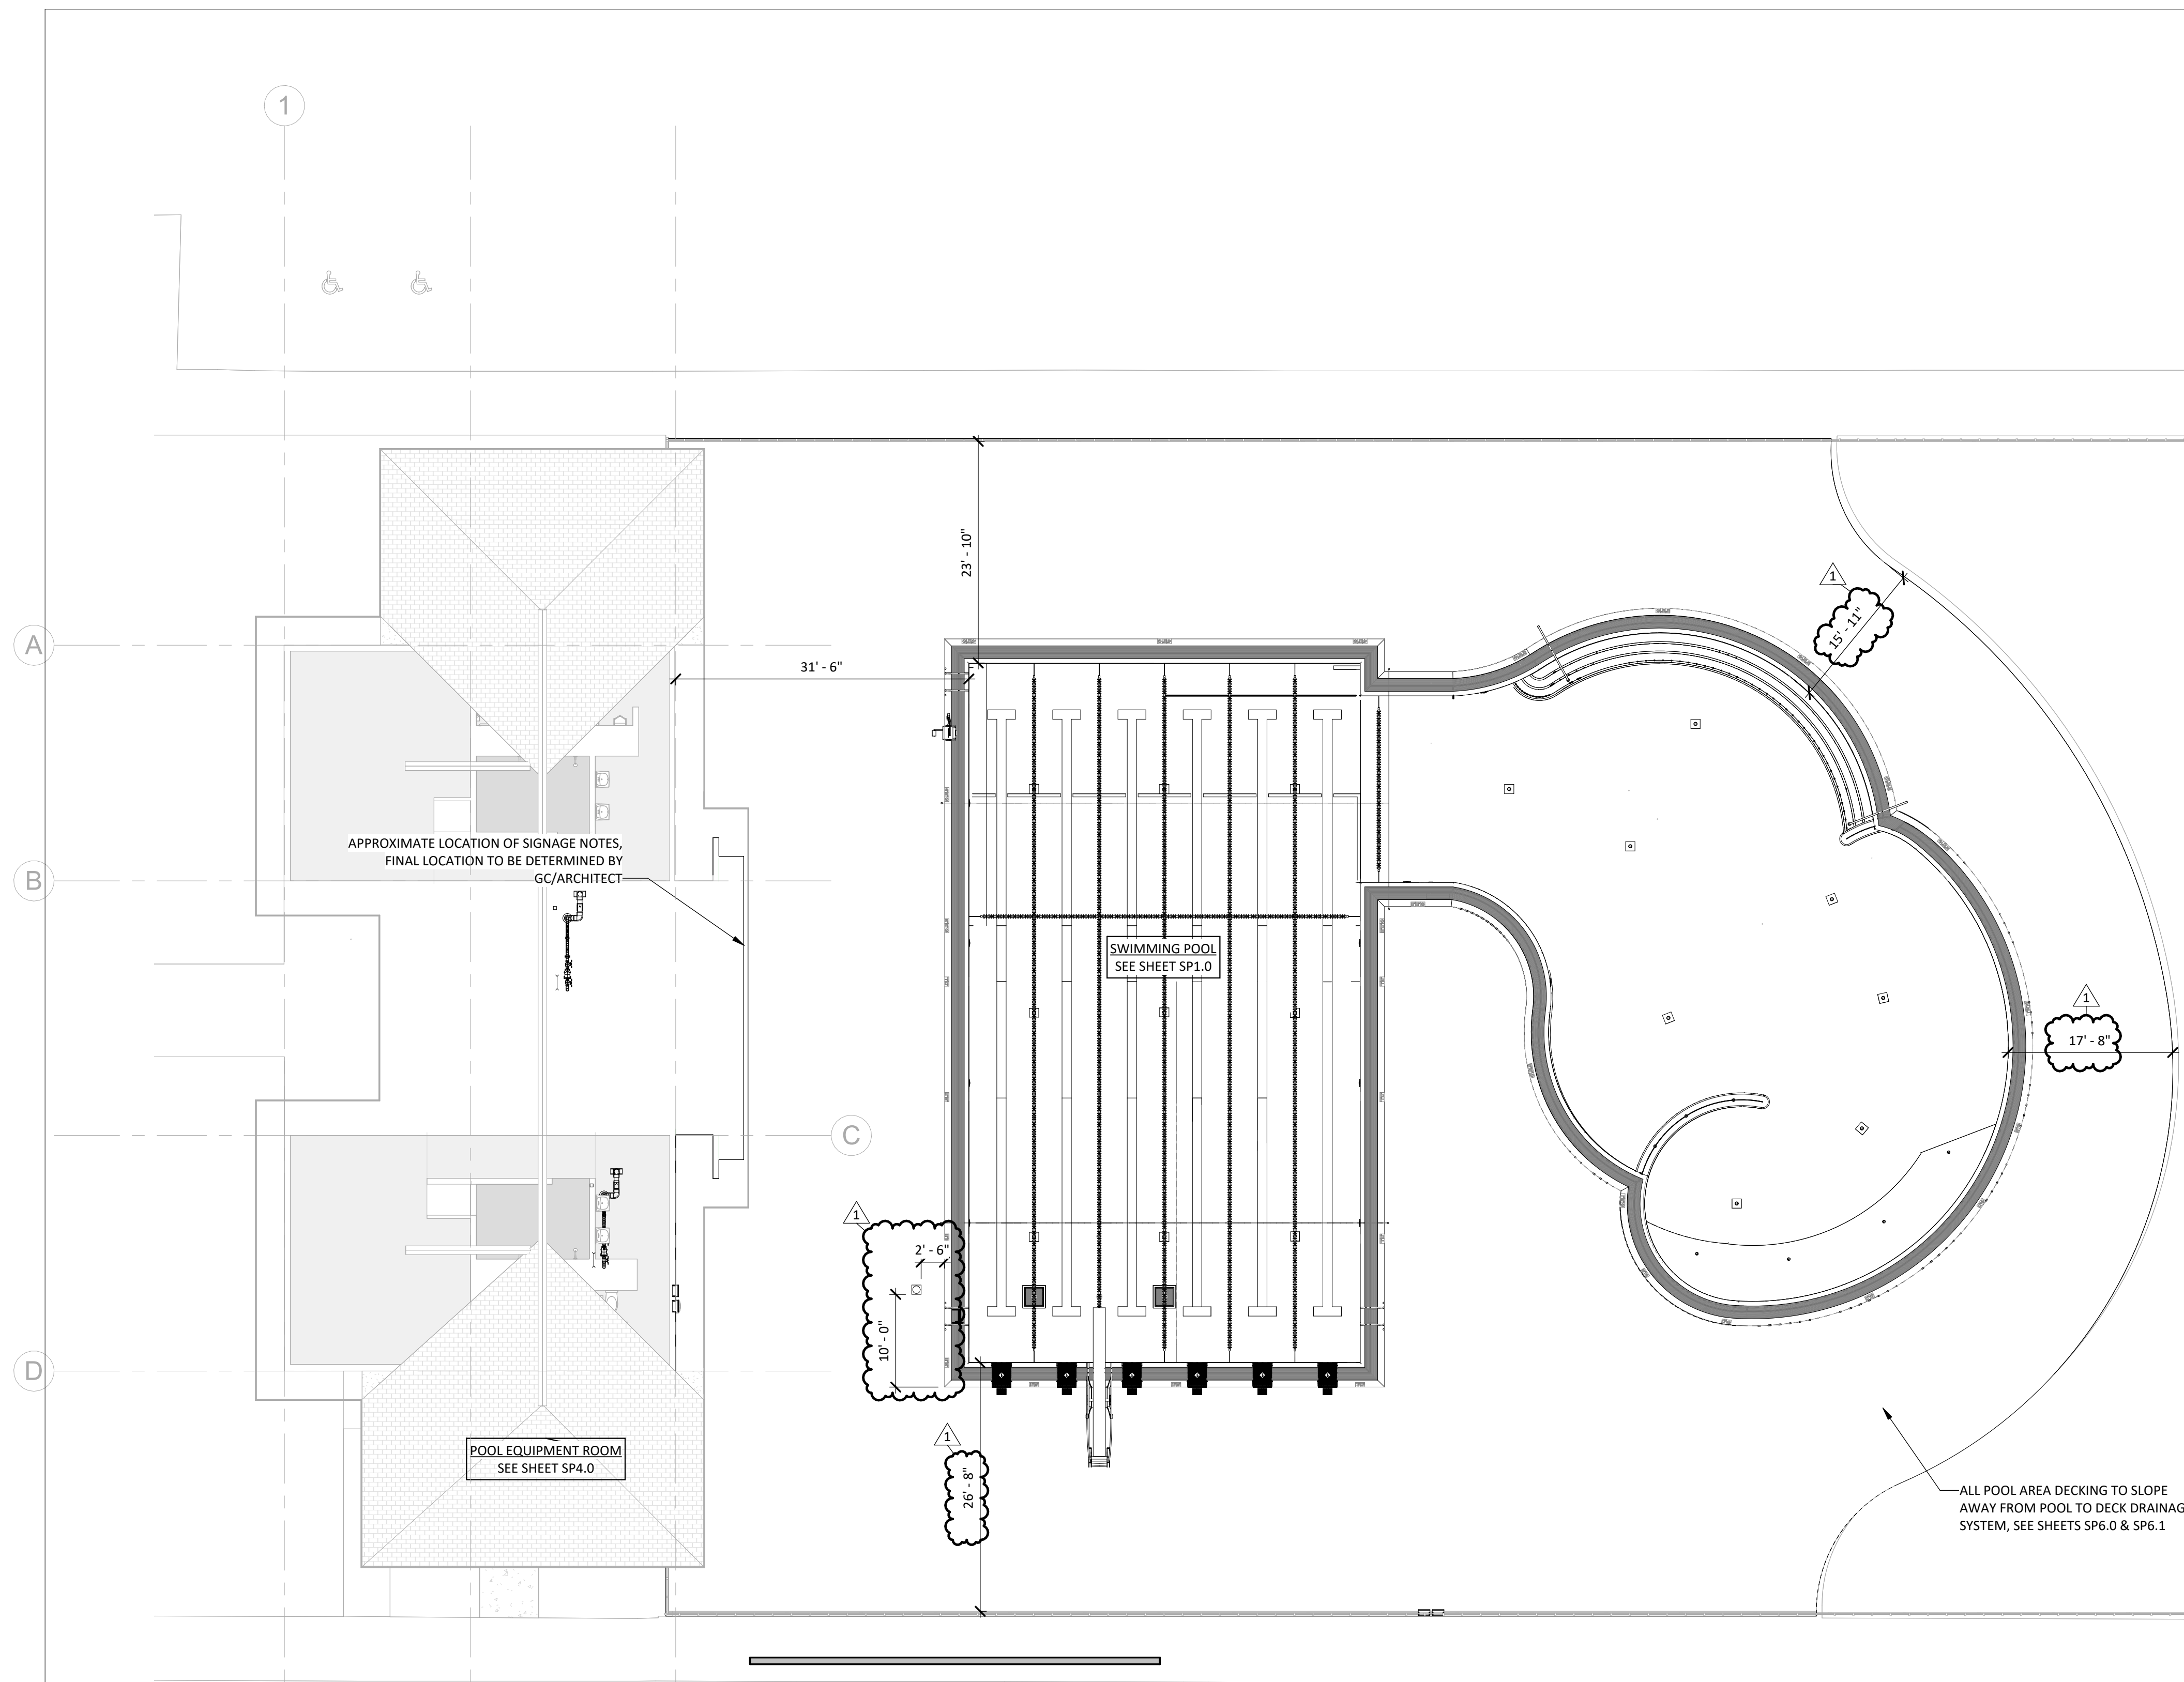 1
A
B
C
D
23' - 10"
31' - 6"
1
15' - 11"
APPROXIMATE LOCATION OF SIGNAGE NOTES,
FINAL LOCATION TO BE DETERMINED BY
GC/ARCHITECT
SWIMMING POOL
SEE SHEET SP1.0
1
17' - 8"
1
2' - 6"
10' - 0"
POOL EQUIPMENT ROOM
SEE SHEET SP4.0
1
26' - 8"
ALL POOL AREA DECKING TO SLOPE
AWAY FROM POOL TO DECK DRAINAG
SYSTEM, SEE SHEETS SP6.0 & SP6.1